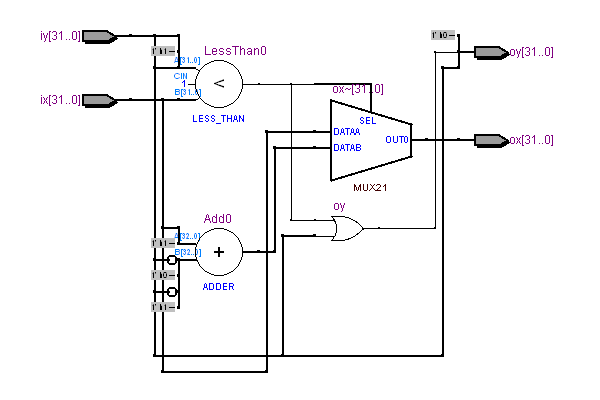 iy[31..0]
1' h0
oy[31..0]
1' h1
LessThan0
A[31..0]
CIN
1
B[31..0]
<
LESS_THAN
ix[31..0]
ox~[31..0]
SEL
DATAA
DATAB
OUT0
MUX21
ox[31..0]
oy
Add0
A[32..0]
1' h1
B[32..0]
+
1' h0
ADDER
1' h1